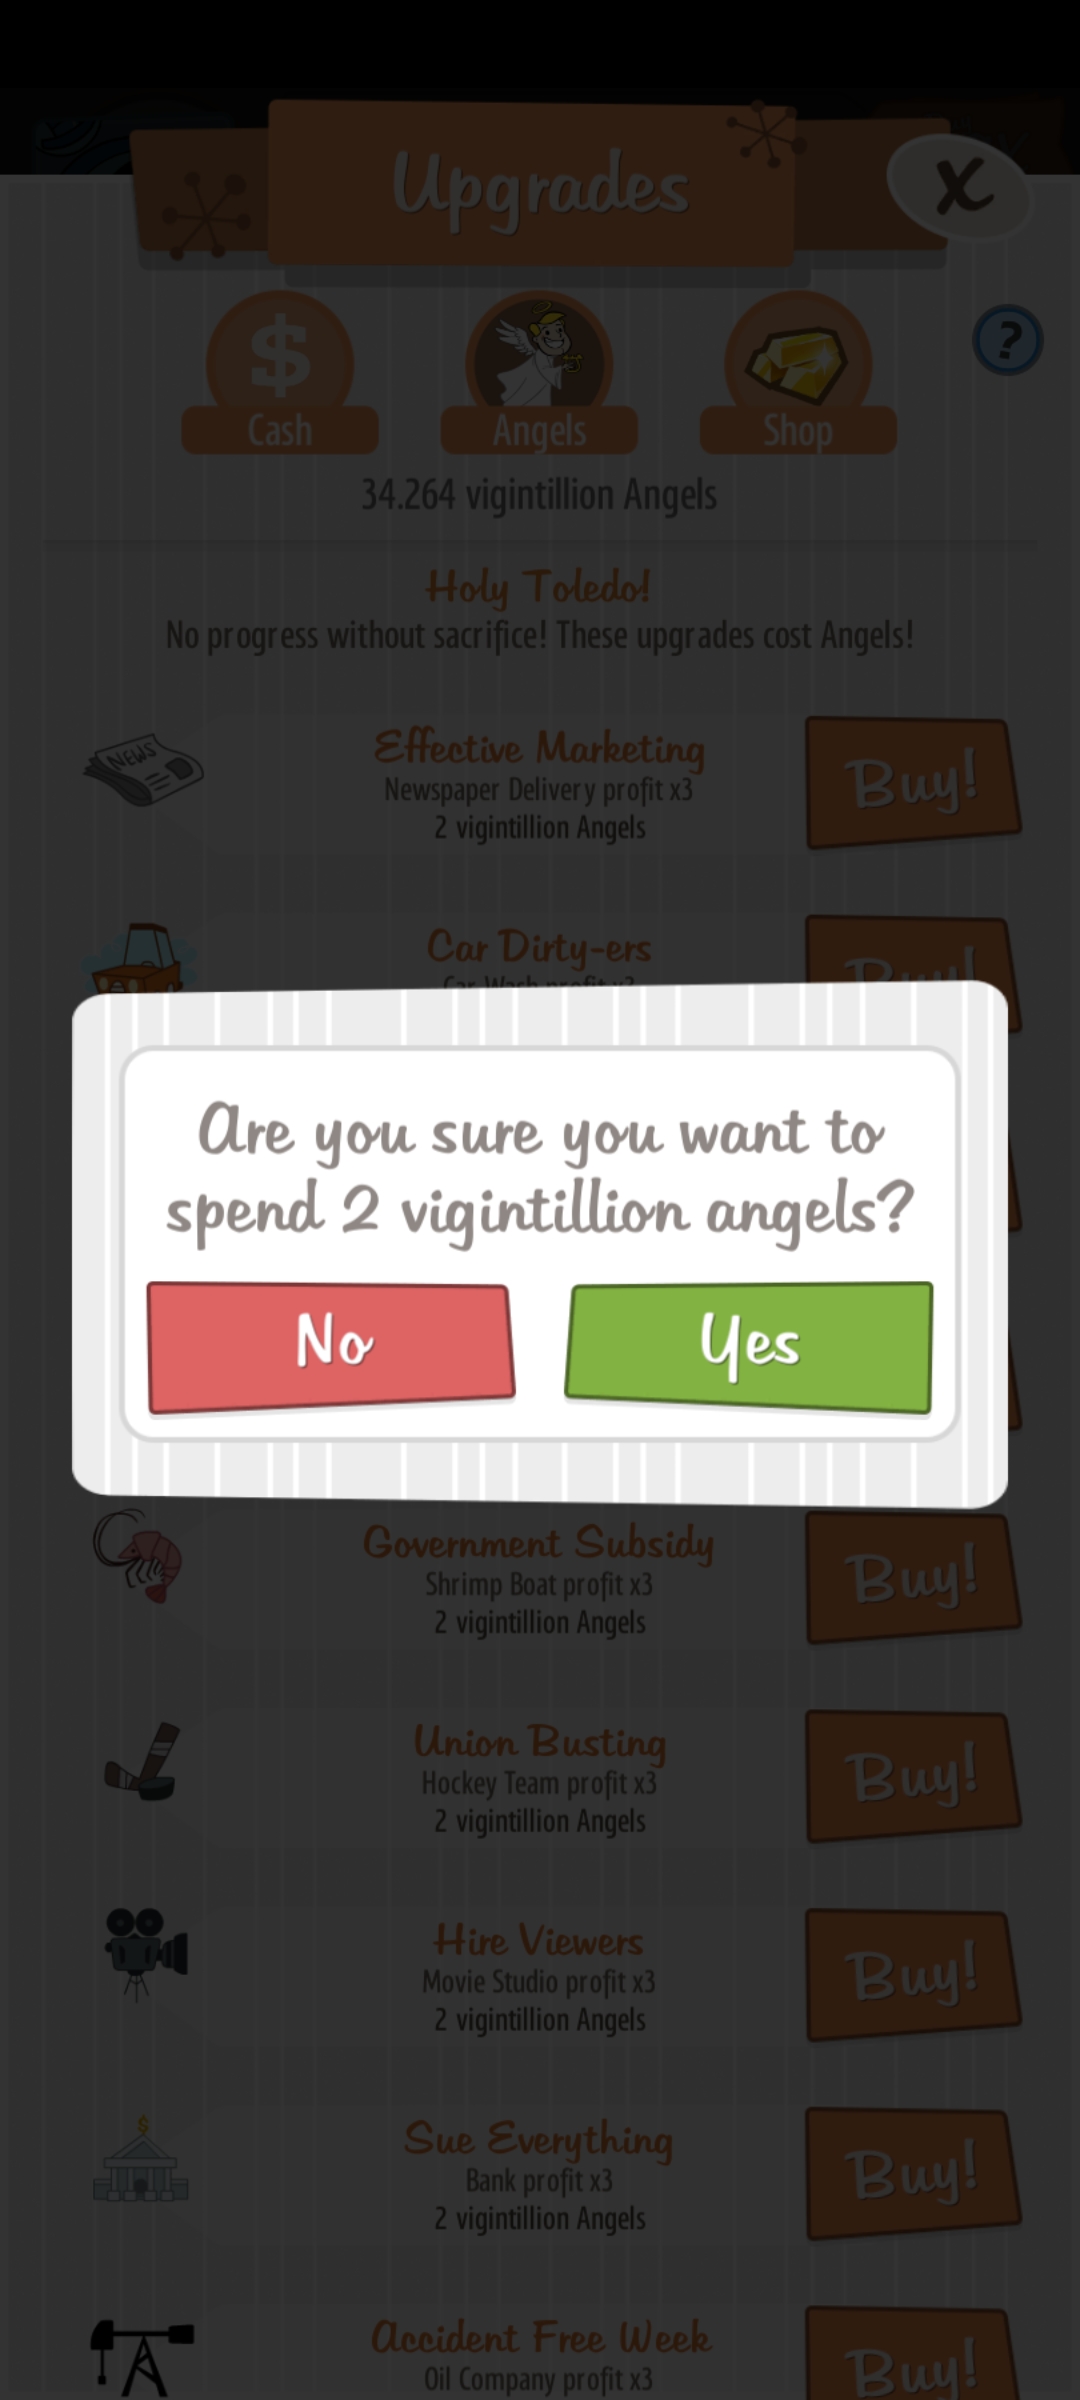 Upgrades
X
$
?
Cash
Angels
Shop
34.264 vigintillion Angels
Holy Toledo!
No progress without sacrifice! These upgrades cost Angels!
NEWS
Effective Marketing
Newspaper Delivery profit x3
2 vigintillion Angels
Buy!
Car Dirty-ers
Car Wash profit x3
Buy!
Are you sure you want to
spend 2 vigintillion angels?
No
Yes
Government Subsidy
Shrimp Boat profit x3
2 vigintillion Angels
Buy!
Union Busting
Hockey Team profit x3
2 vigintillion Angels
Buy!
Hire Viewers
Movie Studio profit x3
2 vigintillion Angels
Buy!
$
Sue Everything
Bank profit x3
2 vigintillion Angels
Buy!
Accident Free Week
Oil Company profit x3
Buy!